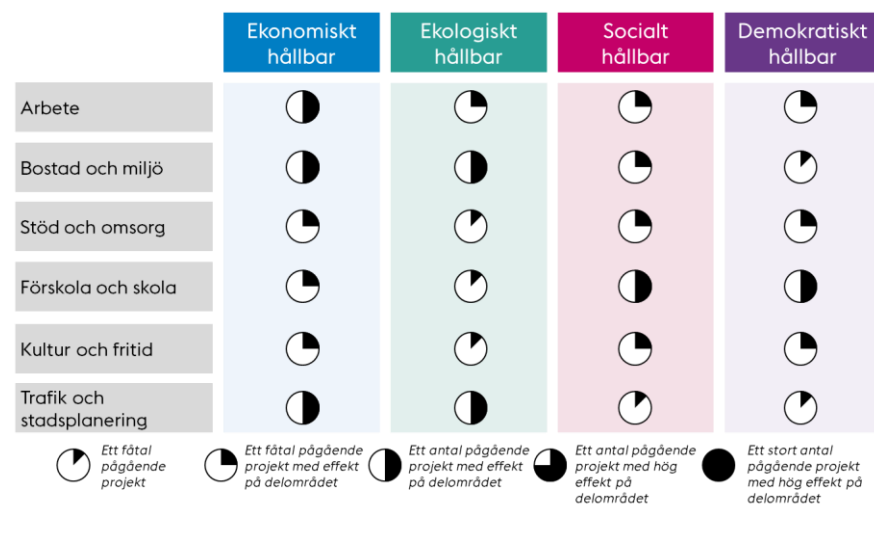 Ekonomiskt
hållbar
Ekologiskt
hållbar
Socialt
hållbar
Demokratiskt
hållbar
Arbete
Bostad och miljö
Stöd och omsorg
Förskola och skola
Kultur och fritid
Trafik och
stadsplanering
Ett fåtal
pågående
projekt
Ett fåtal pågående
projekt med effekt
på delområdet
Ett antal pågående
projekt med effekt
på delområdet
Ett antal pågående
projekt med hög
effekt på
delområdet
Ett stort antal
pågående projekt
med hög effekt på
delområdet